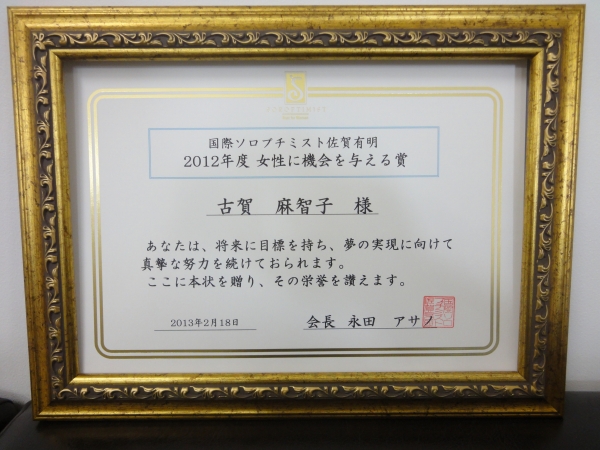 国際ソロプチミスト佐賀有明
2012年度 女性に機会を与える賞
古賀 麻智子 様
あなたは、将来に目標を持ち、夢の実現に向けて
真摯な努力を続けておられます。
ここに本状を贈り、その栄誉を讃えます。
2013年2月18日
会長 永田 アサノ